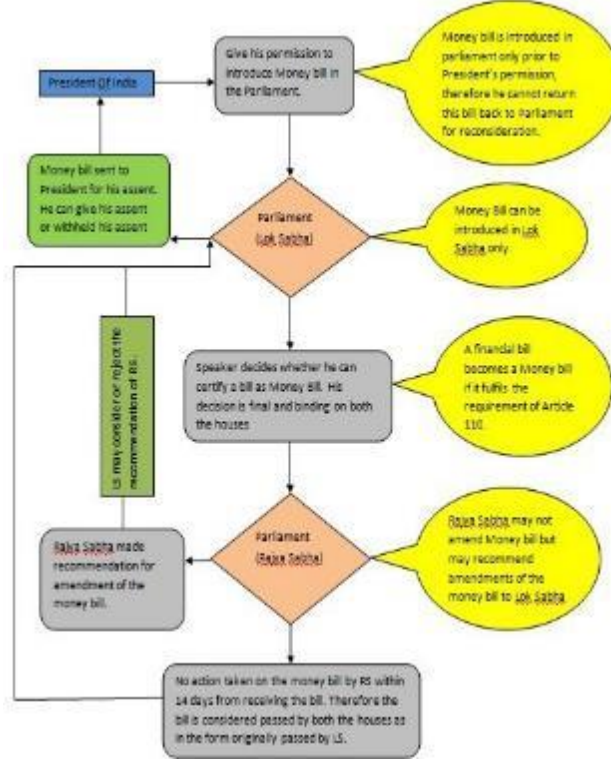 Give his permission to
introduce Money bill in
the Parliament.
Money bill is introduced in
parliament only prior to
President's permission,
therefore he cannot return
this bill back to Parliament
for reconsideration.
President Of India
Money bill sent to
President for his assent.
He can give his assent
or withheld his assent
Parliament
(Lok Sabha)
Money Bill can be
introduced in Lok
Sabha only.
LS may consider or reject the
recommendation of RS.
Speaker decides whether he can
certify a bill as Money Bill. His
decision is final and binding on both
the houses
A financial bill
becomes a Money bill
if it fulfils the
requirement of Article
110.
Rajya Sabha made
recommendation for
amendment of the
money bill.
Parliament
(Rajya Sabha)
Rajya Sabha may not
amend Money bill but
may recommend
amendments of the
money bill to Lok Sabha
No action taken on the money bill by RS within
14 days from receiving the bill. Therefore the
bill is considered passed by both the houses as
in the form originally passed by LS.